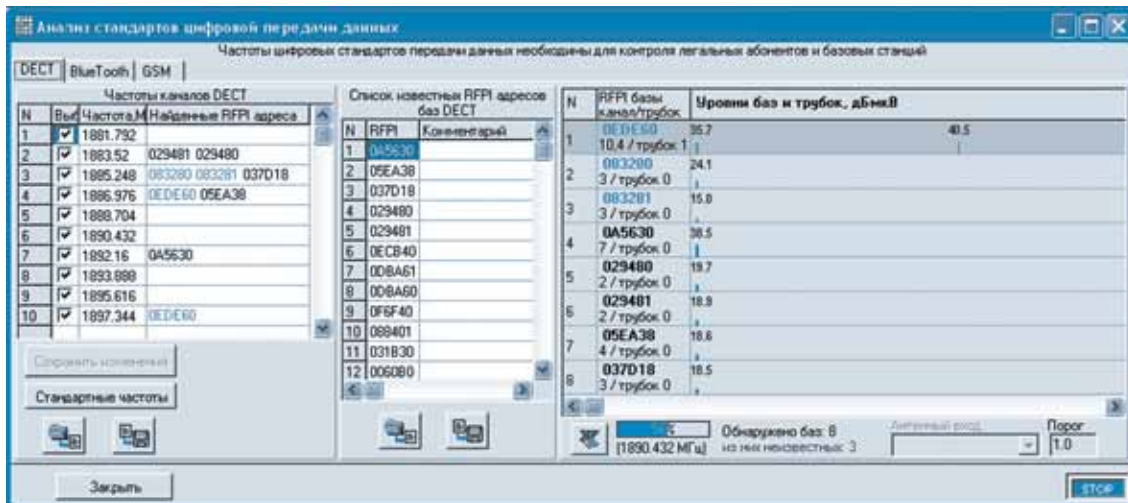 Анализ стандартов цифровой передачи данных
Частоты цифровых стандартов передачи данных необходимы для контроля легальных абонентов и базовых станций
DECT BlueTooth GSM
Частоты каналов DECT
N Выб Частота,М Найденные RFPI адреса
1 1881.792
2 1883.52 029481 029480
3 1885.248 083280 083281 037D18
4 1886.976 0EDE60 05EA38
5 1888.704
6 1890.432
7 1892.16 0A5630
8 1893.888
9 1895.616
10 1897.344 0EDE60
Сохранить изменения
Стандартные частоты
Список известных RFPI адресов
баз DECT
N RFPI Комментарий
1 0A5630
2 05EA38
3 037D18
4 029480
5 029481
6 0ECB40
7 0DBA61
8 0DBA60
9 0F6F40
10 088401
11 031B30
12 0060B0
N RFPI базы
канал/трубок
Уровни баз и трубок, дБмкВ
1 0EDE60 35.7 40.5
10,4 / трубок 1
2 083280 24.1
3 / трубок 0
3 083281 15.0
3 / трубок 0
4 0A5630 38.5
7 / трубок 0
5 029480 19.7
2 / трубок 0
6 029481 18.9
2 / трубок 0
7 05EA38 18.6
4 / трубок 0
8 037D18 18.5
3 / трубок 0
(1890.432 МГц)
Обнаружено баз: 8
из них неизвестных: 3
Антенный вход
Порог
1.0
Закрыть
STOP